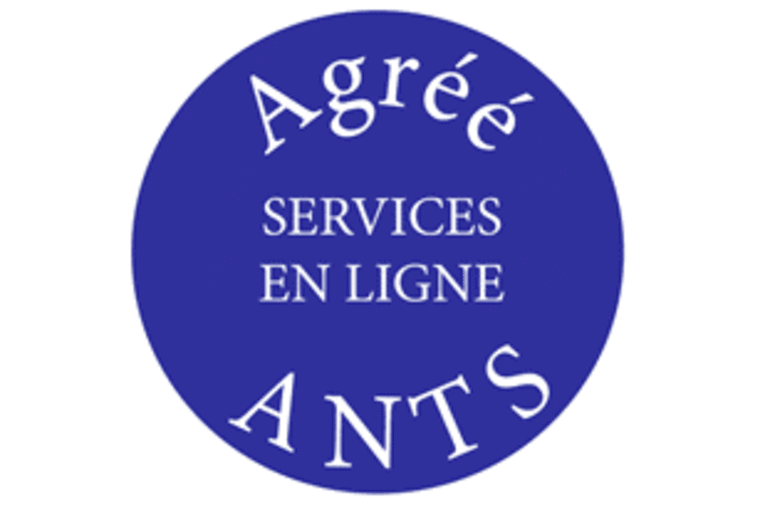 Agréé
SERVICES
EN LIGNE
ANTS